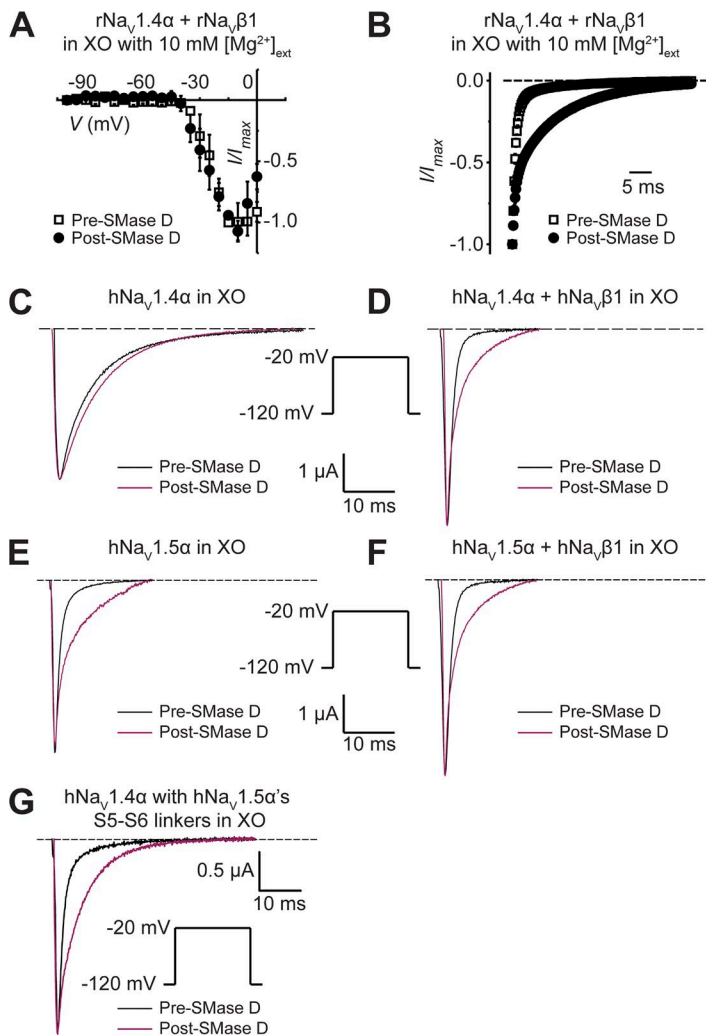 A
rNaV1.4α + rNaVβ1
in XO with 10 mM [Mg2+]ext
-90 -60 -30 0
V (mV)
I/Imax
-0.5
-1.0
Pre-SMase D
Post-SMase D
B
rNaV1.4α + rNaVβ1
in XO with 10 mM [Mg2+]ext
0.0
I/Imax
-0.5
5 ms
Pre-SMase D
Post-SMase D
-1.0
C
hNaV1.4α in XO
Pre-SMase D
Post-SMase D
-20 mV
-120 mV
1 µA
10 ms
D
hNaV1.4α + hNaVβ1 in XO
Pre-SMase D
Post-SMase D
E
hNaV1.5α in XO
Pre-SMase D
Post-SMase D
-20 mV
-120 mV
1 µA
10 ms
F
hNaV1.5α + hNaVβ1 in XO
Pre-SMase D
Post-SMase D
G
hNaV1.4α with hNaV1.5α's
S5-S6 linkers in XO
0.5 µA
10 ms
-20 mV
-120 mV
Pre-SMase D
Post-SMase D